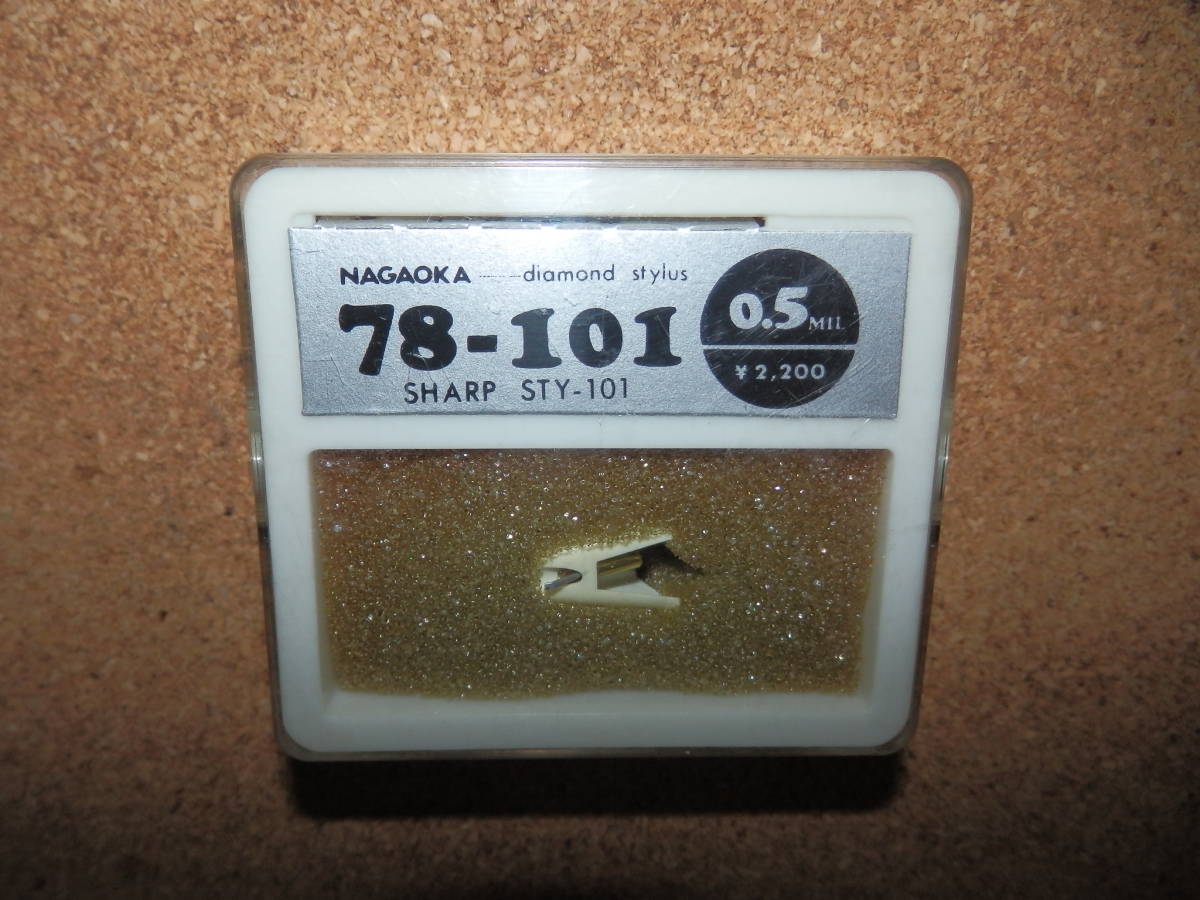 NAGAOKA diamond stylus
78-101
SHARP STY-101
0.5 MIL
¥2,200